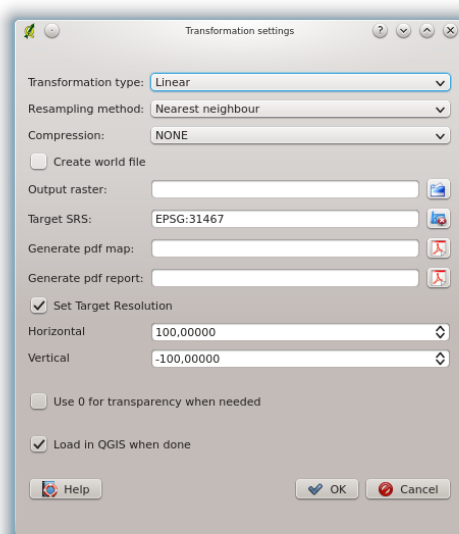 Transformation settings
Transformation type: Linear
Resampling method: Nearest neighbour
Compression: NONE
Create world file
Output raster:
Target SRS: EPSG:31467
Generate pdf map:
Generate pdf report:
Set Target Resolution
Horizontal 100,00000
Vertical -100,00000
Use 0 for transparency when needed
Load in QGIS when done
Help OK Cancel